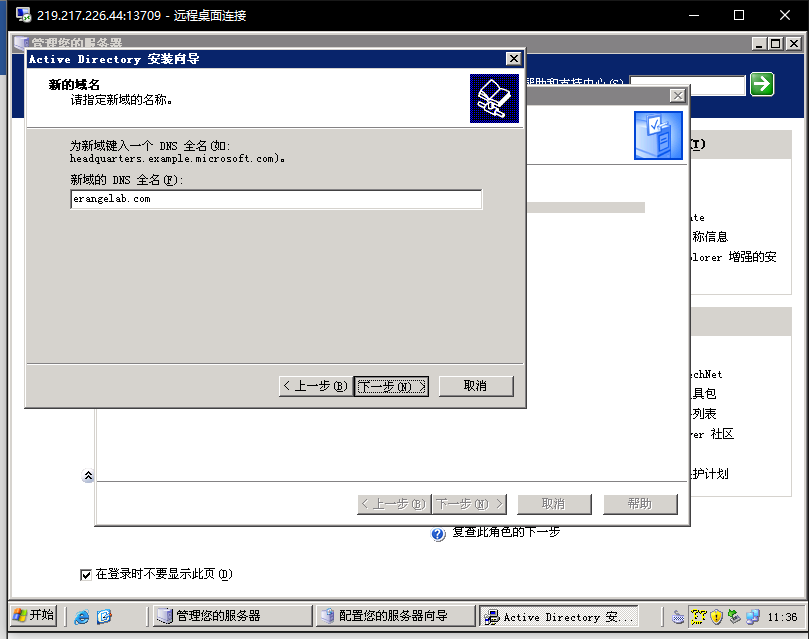 219.217.226.44:13709 - 远程桌面连接
管理您的服务器
Active Directory 安装向导
新的域名
请指定新域的名称。
帮助和支持中心(S)
为新域键入一个 DNS 全名(如:
headquarters.example.microsoft.com)。
新域的 DNS 全名(F):
erangelab.com
(T)
称信息
增强的安
< 上一步(B)
下一步(N) >
取消
具包
列表
社区
护计划
< 上一步(B)
下一步(N) >
取消
帮助
复查此角色的下一步
在登录时不要显示此页(D)
开始
管理您的服务器
配置您的服务器向导
Active Directory 安...
11:36